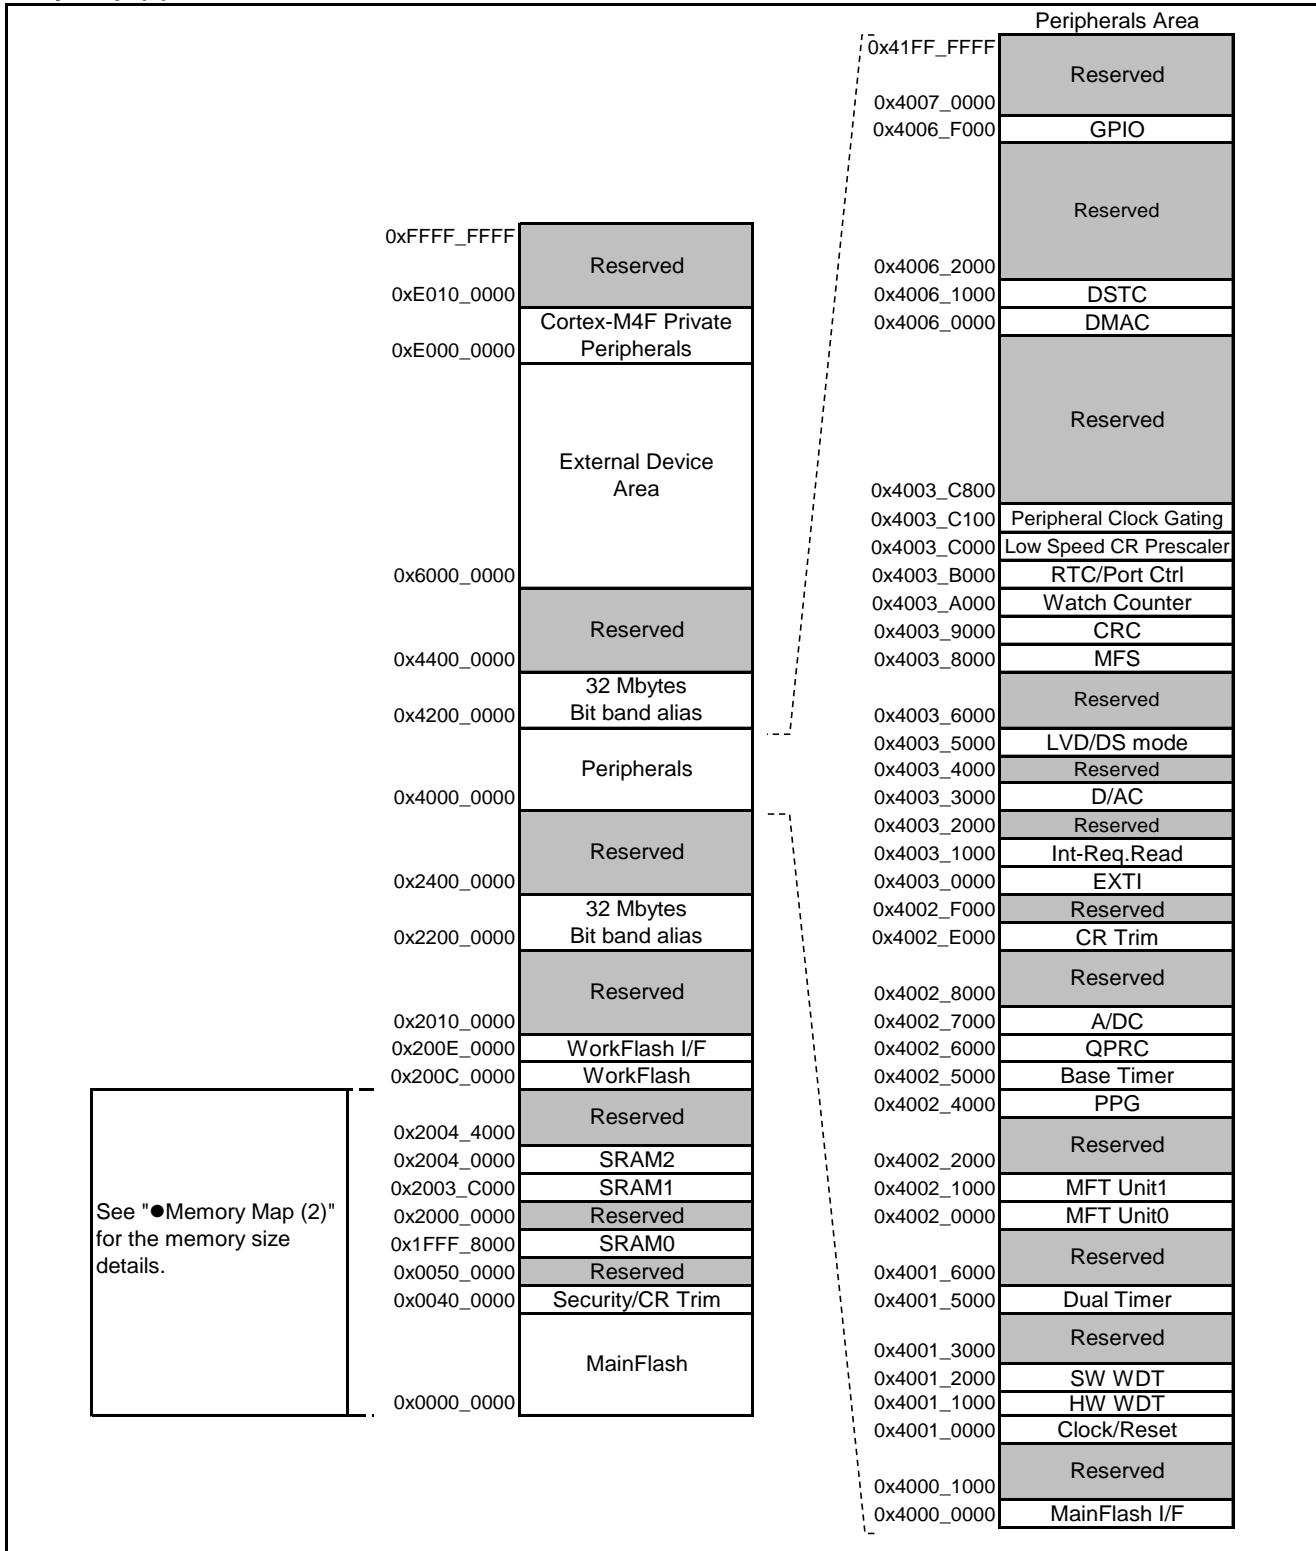 Peripherals Area
0x41FF_FFFF
Reserved
0x4007_0000
0x4006_F000 GPIO
Reserved
0x4006_2000
0x4006_1000 DSTC
0x4006_0000 DMAC
Reserved
0x4003_C800
0x4003_C100 Peripheral Clock Gating
0x4003_C000 Low Speed CR Prescaler
0x4003_B000 RTC/Port Ctrl
0x4003_A000 Watch Counter
0x4003_9000 CRC
0x4003_8000 MFS
Reserved
0x4003_6000
0x4003_5000 LVD/DS mode
0x4003_4000 Reserved
0x4003_3000 D/AC
0x4003_2000 Reserved
0x4003_1000 Int-Req.Read
0x4003_0000 EXTI
0x4002_F000 Reserved
0x4002_E000 CR Trim
Reserved
0x4002_8000
0x4002_7000 A/DC
0x4002_6000 QPRC
0x4002_5000 Base Timer
0x4002_4000 PPG
Reserved
0x4002_2000
0x4002_1000 MFT Unit1
0x4002_0000 MFT Unit0
Reserved
0x4001_6000
0x4001_5000 Dual Timer
Reserved
0x4001_3000
0x4001_2000 SW WDT
0x4001_1000 HW WDT
0x4001_0000 Clock/Reset
Reserved
0x4000_1000
0x4000_0000 MainFlash I/F
0xFFFF_FFFF
Reserved
0xE010_0000
Cortex-M4F Private
0xE000_0000 Peripherals
External Device
Area
0x6000_0000
Reserved
0x4400_0000
32 Mbytes
0x4200_0000 Bit band alias
Peripherals
0x4000_0000
Reserved
0x2400_0000
32 Mbytes
0x2200_0000 Bit band alias
Reserved
0x2010_0000
0x200E_0000 WorkFlash I/F
0x200C_0000 WorkFlash
Reserved
0x2004_4000
0x2004_0000 SRAM2
0x2003_C000 SRAM1
0x2000_0000 Reserved
0x1FFF_8000 SRAM0
0x0050_0000 Reserved
0x0040_0000 Security/CR Trim
MainFlash
0x0000_0000
See "●Memory Map (2)"
for the memory size
details.